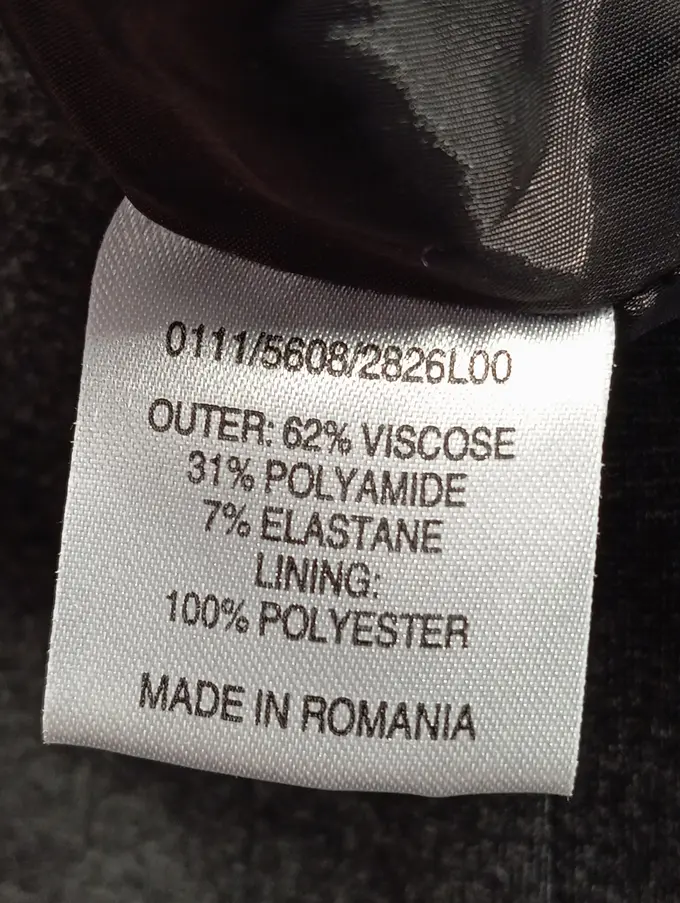 0111/5608/2826L00
OUTER: 62% VISCOSE
31% POLYAMIDE
7% ELASTANE
LINING:
100% POLYESTER
MADE IN ROMANIA